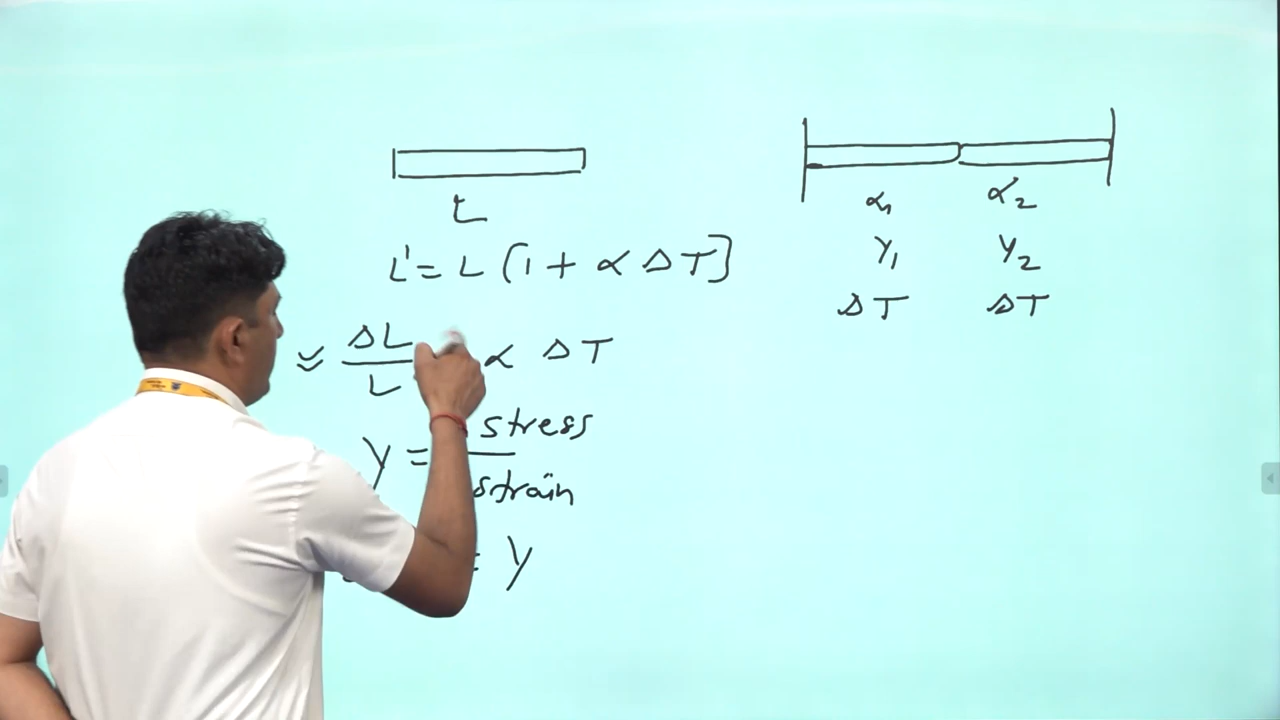 L
L' = L (1 + α ΔT]
ΔL
L
α ΔT
Y =
stress
strain
= Y
α1 α2
Y1 Y2
ΔT ΔT